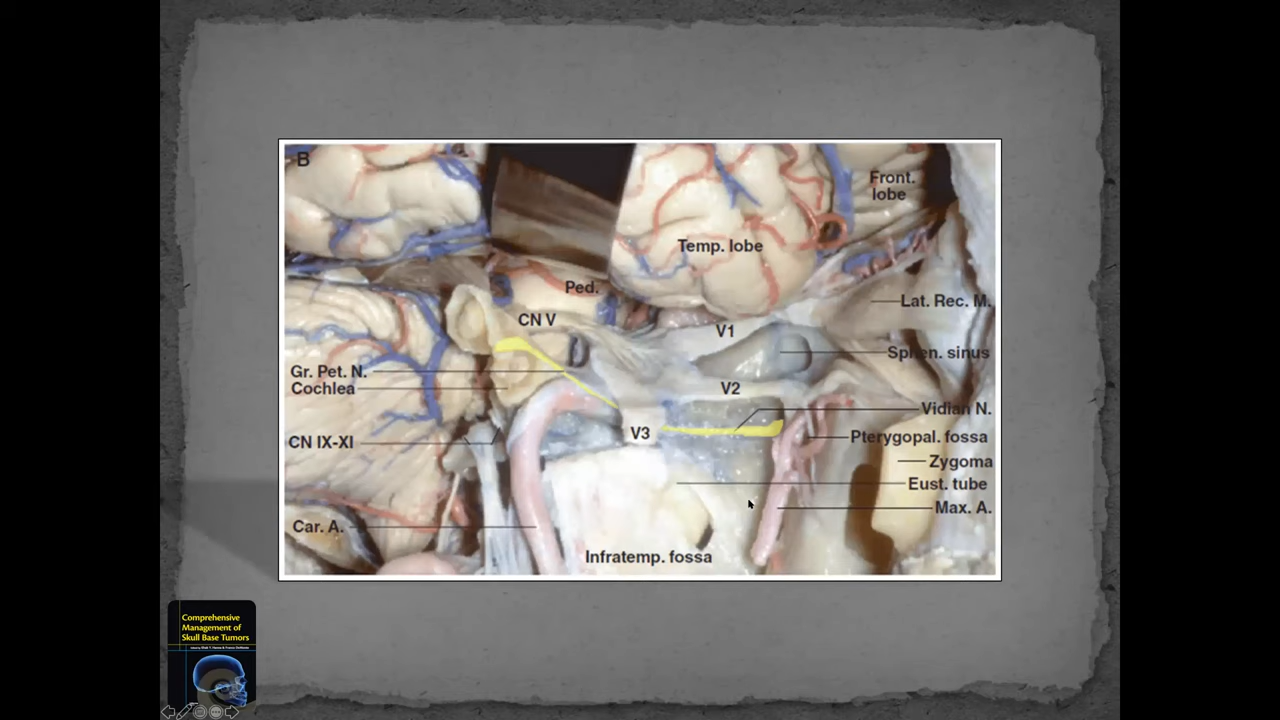 B
Front.
lobe
Temp. lobe
Ped.
Lat. Rec. M.
CN V
V1
Sphen. sinus
Gr. Pet. N.
Cochlea
V2
Vidian N.
V3
Pterygopal. fossa
CN IX-XI
Zygoma
Eust. tube
Max. A.
Car. A.
Infratemp. fossa
Comprehensive
Management of
Skull Base Tumors